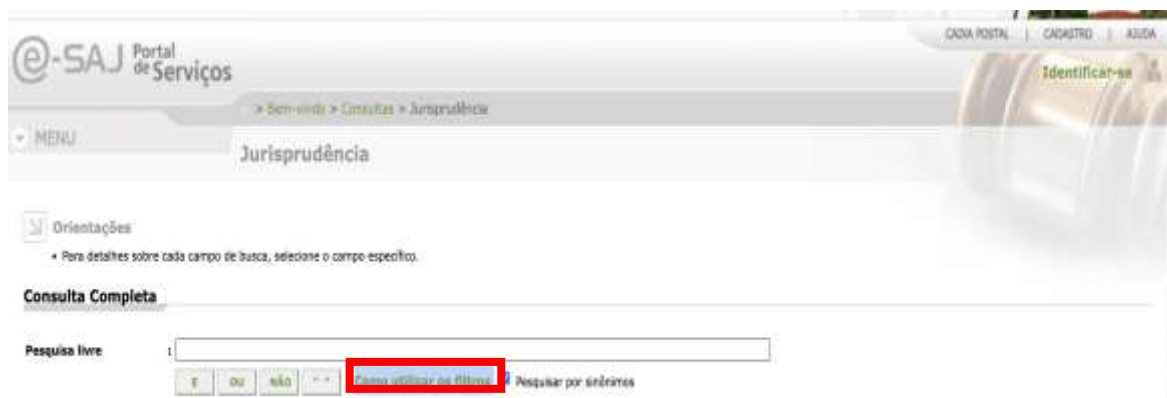 CAIXA POSTAL | CADASTRO | AJUDA
e-SAJ Portal de Serviços
Identificar-se
> Bem-vindo > Consultas > Jurisprudência
MENU
Jurisprudência
Orientações
• Para detalhes sobre cada campo de busca, selecione o campo específico.
Consulta Completa
Pesquisa livre :
E OU NÃO " " Como utilizar os filtros Pesquisar por sinônimos